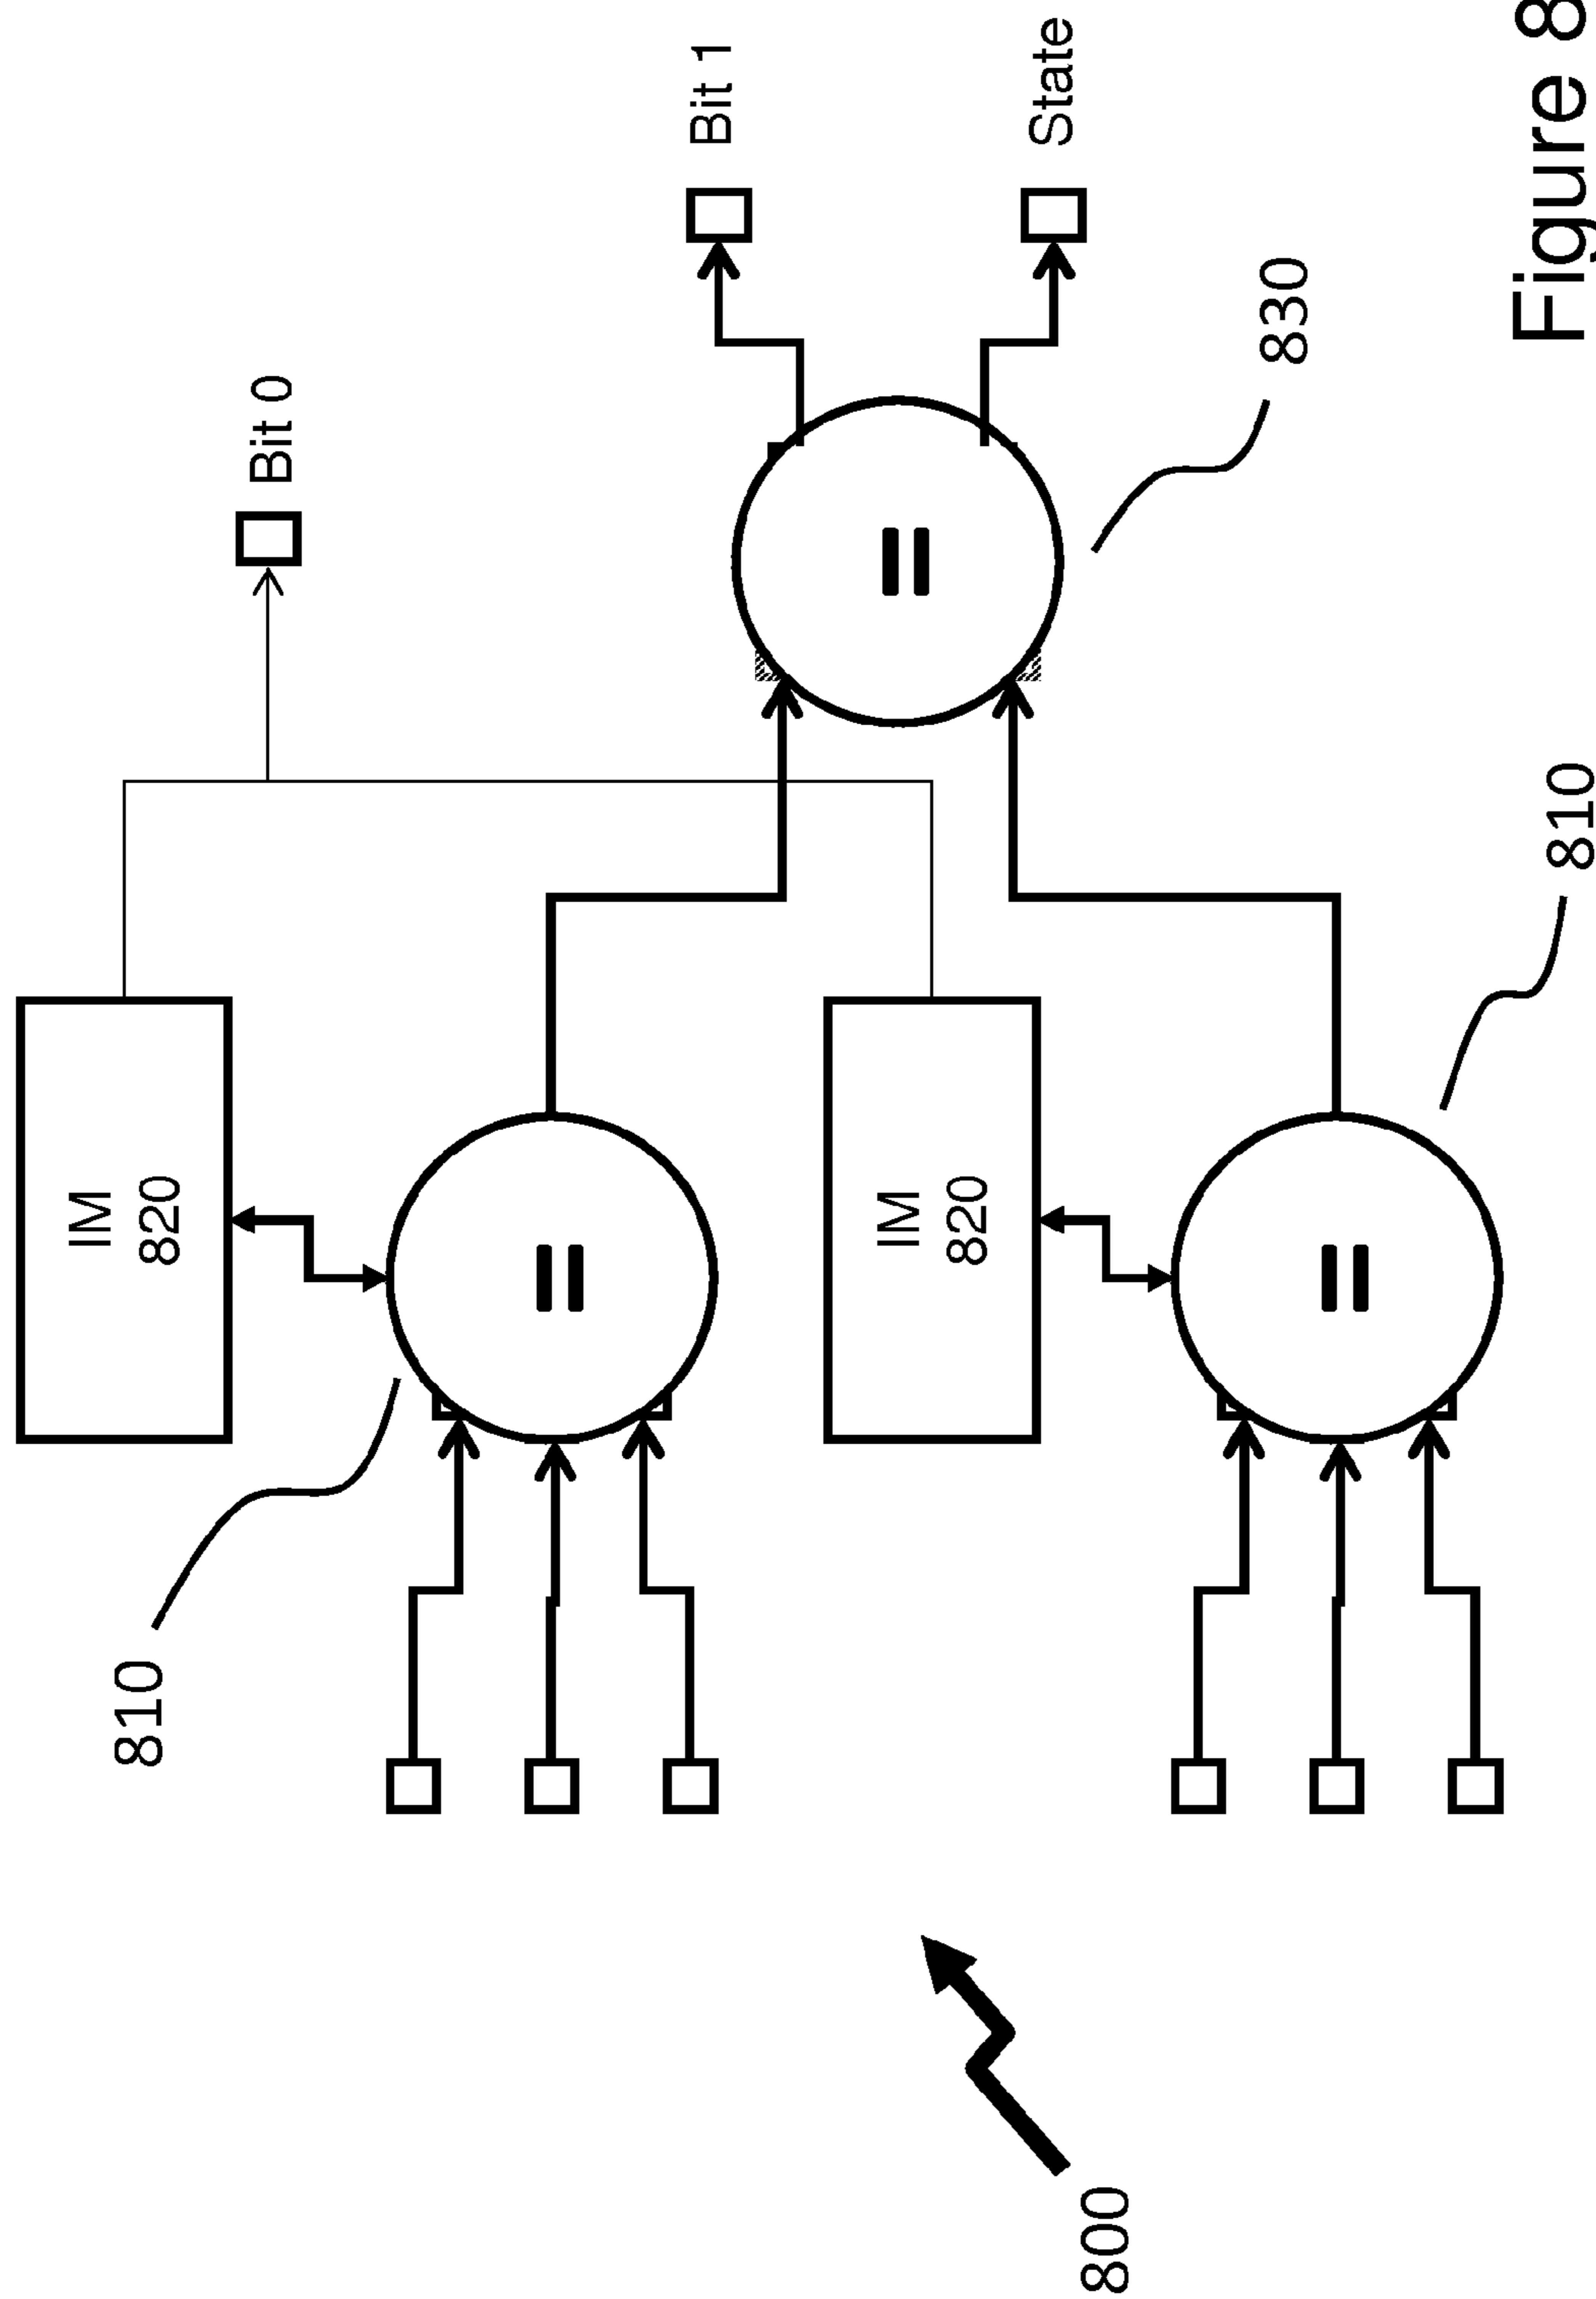 810
IM
820
Bit 0
=
Bit 1
=
IM
820
State
830
=
810
800
Figure 8